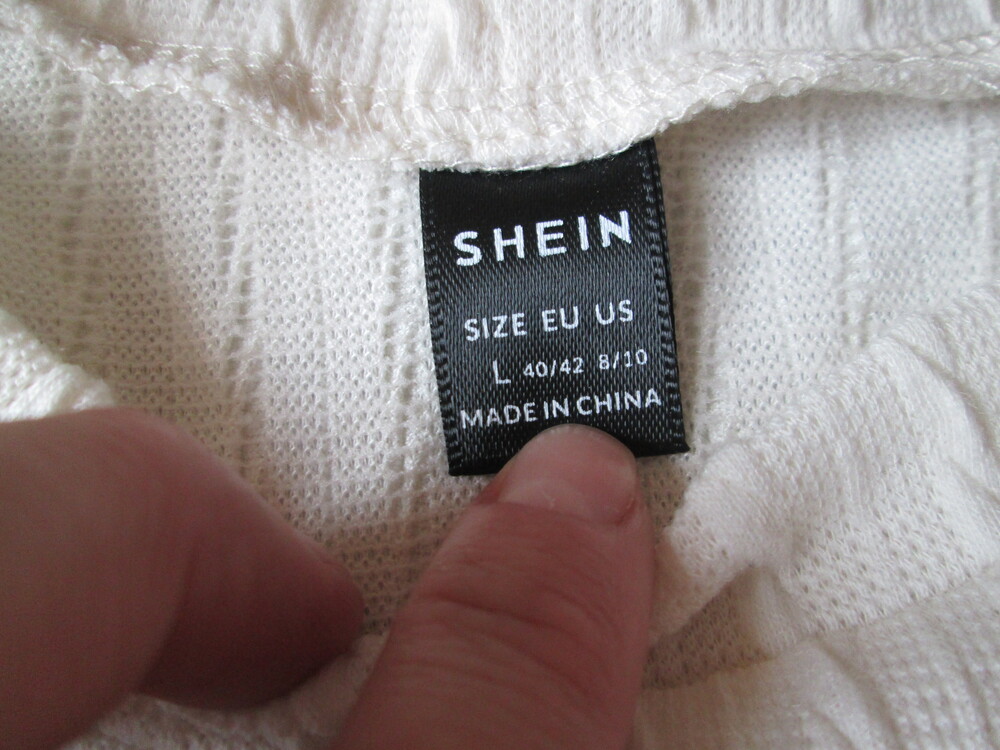 SHEIN
SIZE EU US
L 40/42 8/10
MADE IN CHINA